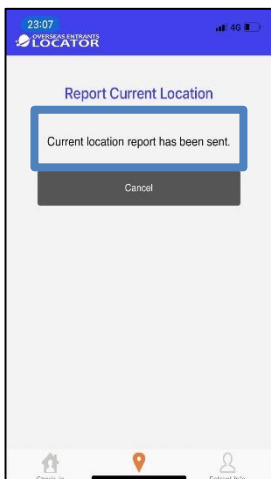 23:07
4G
OVERSEAS ENTRANTS
LOCATOR
Report Current Location
Current location report has been sent.
Cancel